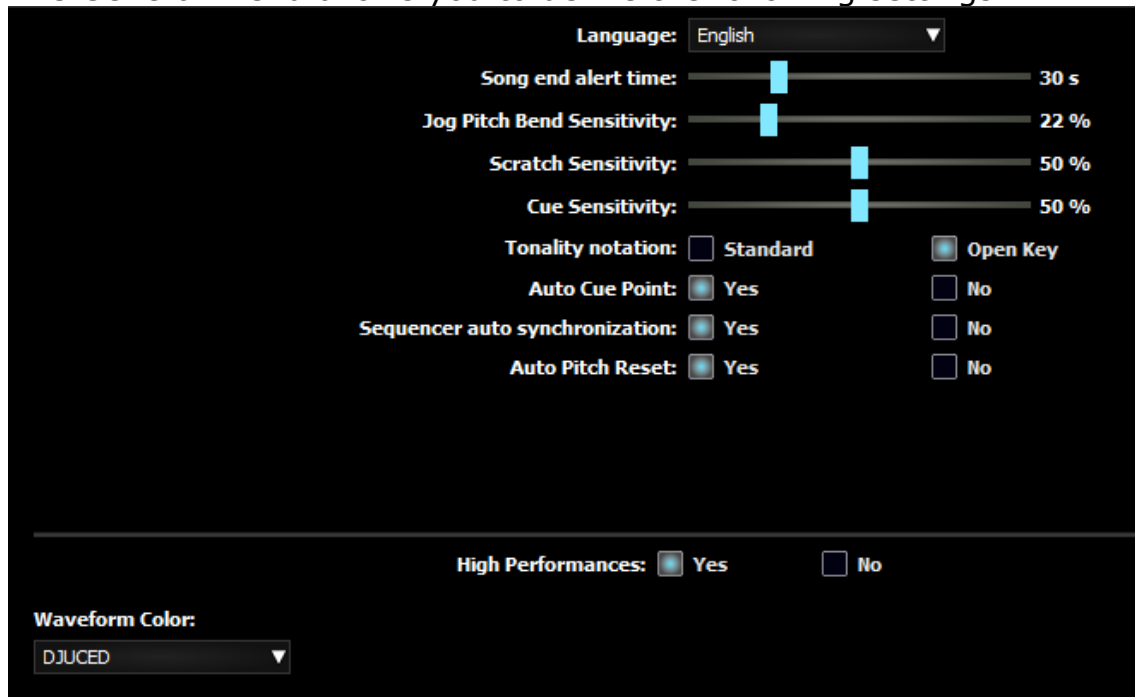 Language: English
Song end alert time: 30 s
Jog Pitch Bend Sensitivity: 22 %
Scratch Sensitivity: 50 %
Cue Sensitivity: 50 %
Tonality notation: Standard Open Key
Auto Cue Point: Yes No
Sequencer auto synchronization: Yes No
Auto Pitch Reset: Yes No
High Performances: Yes No
Waveform Color:
DJUCED